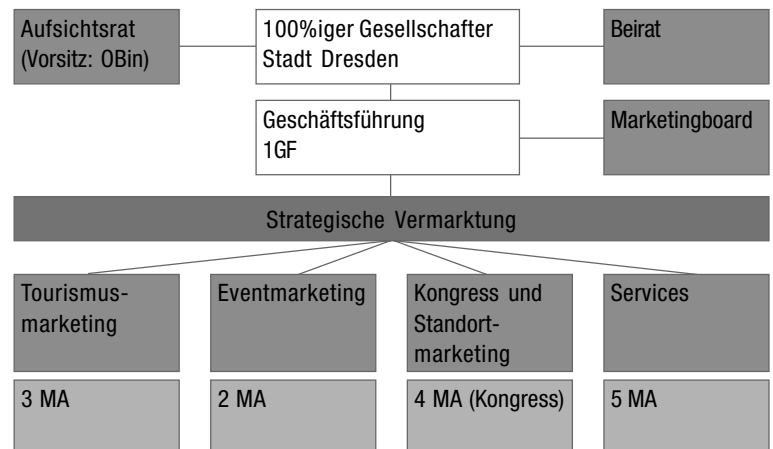 Aufsichtsrat
(Vorsitz: OBin)
100%iger Gesellschafter
Stadt Dresden
Beirat
Geschäftsführung
1GF
Marketingboard
Strategische Vermarktung
Tourismus-
marketing
Eventmarketing
Kongress und
Standort-
marketing
Services
3 MA
2 MA
4 MA (Kongress)
5 MA